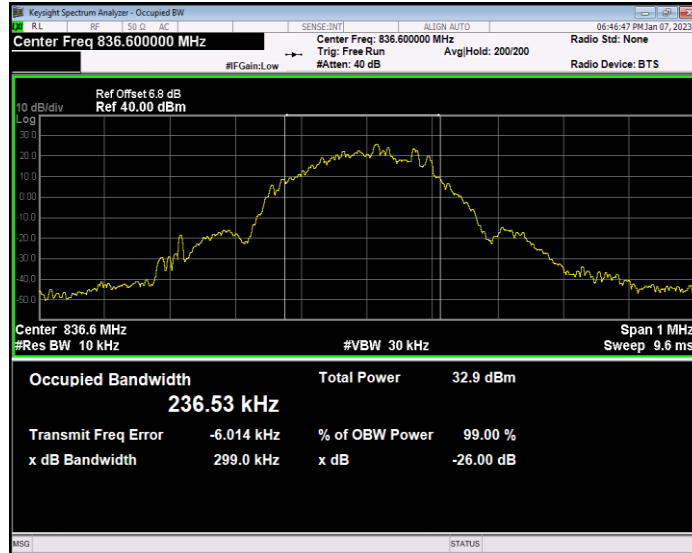 Keysight Spectrum Analyzer - Occupied BW
RL RF 50 Ω AC SENSE:INT ALIGN AUTO 06:46:47 PM Jan 07, 2023
Center Freq 836.600000 MHz
Center Freq: 836.600000 MHz
Radio Std: None
Trig: Free Run
Avg|Hold: 200/200
#IFGain:Low
#Atten: 40 dB
Radio Device: BTS
Ref Offset 6.8 dB
10 dB/div
Ref 40.00 dBm
Log
30.0
20.0
10.0
0.00
-10.0
-20.0
-30.0
-40.0
-50.0
Center 836.6 MHz
Span 1 MHz
#Res BW 10 kHz
#VBW 30 kHz
Sweep 9.6 ms
Occupied Bandwidth
236.53 kHz
Total Power 32.9 dBm
Transmit Freq Error -6.014 kHz
% of OBW Power 99.00 %
x dB Bandwidth 299.0 kHz
x dB -26.00 dB
MSG
STATUS